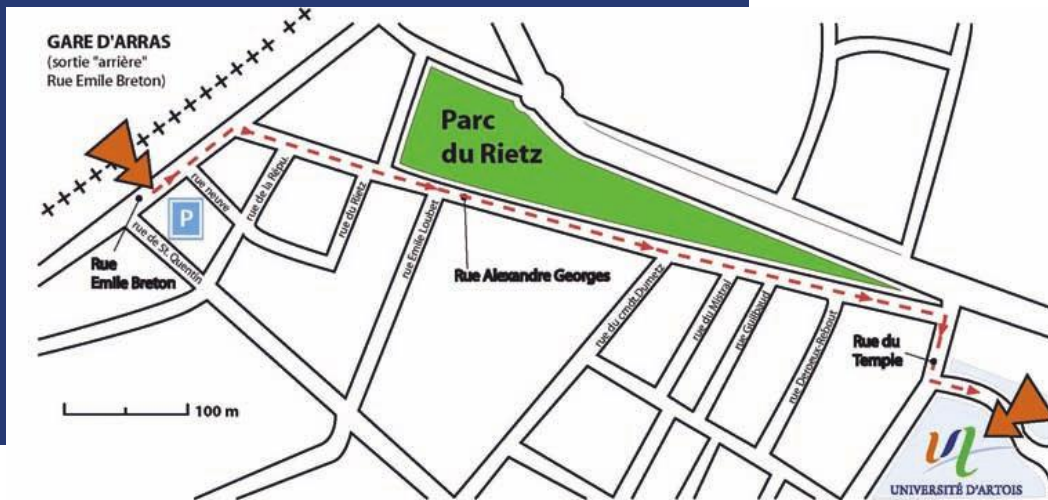 GARE D'ARRAS
(sortie "arrière"
Rue Emile Breton)
Parc
du Rietz
P
rue neuve
rue de la Répu.
rue du Rietz
rue de St. Quentin
Rue
Emile Breton
rue Emile Loubet
Rue Alexandre Georges
rue du cmdt Dumetz
rue du Mistral
rue Guilbaud
rue Deroeux-Rebout
Rue du
Temple
100 m
UNIVERSITÉ D'ARTOIS